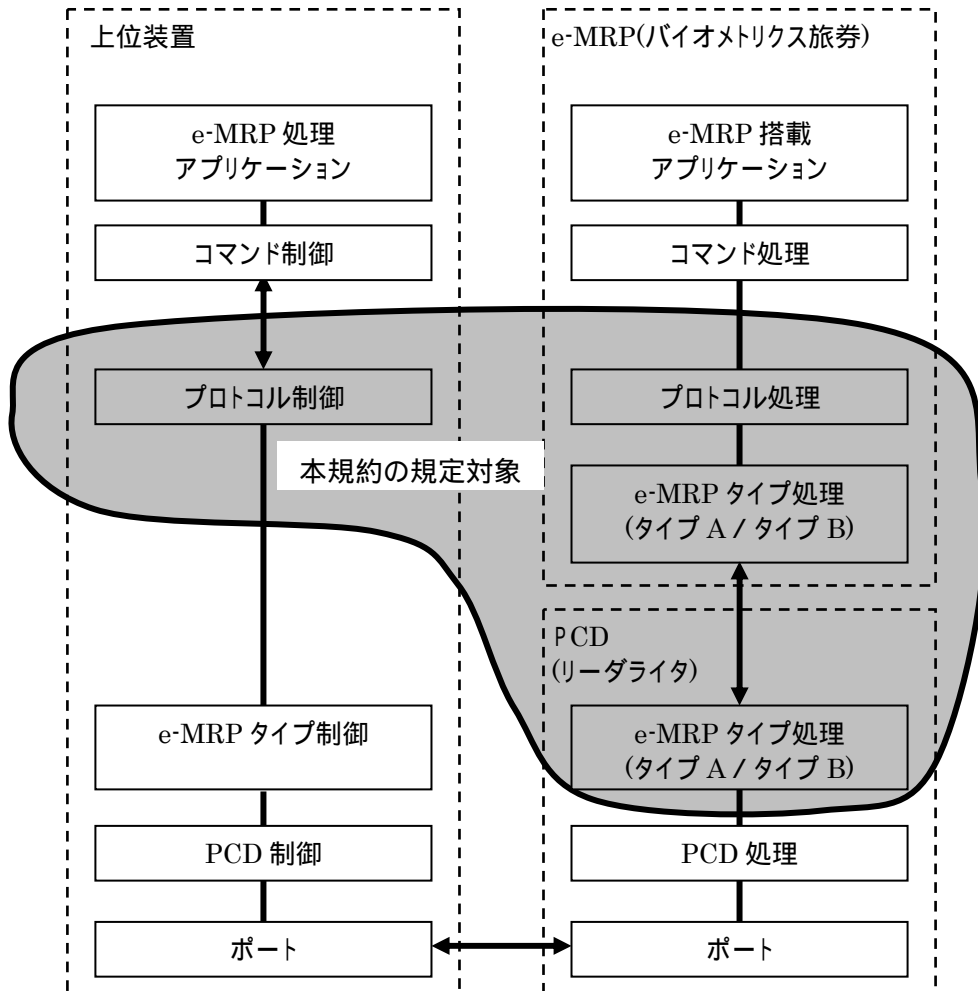 上位装置
e-MRP 処理
アプリケーション
コマンド制御
プロトコル制御
e-MRP タイプ制御
PCD 制御
ポート
本規約の規定対象
e-MRP(バイオメトリクス旅券)
e-MRP 搭載
アプリケーション
コマンド処理
プロトコル処理
e-MRP タイプ処理
(タイプ A / タイプ B)
PCD
(リーダライタ)
e-MRP タイプ処理
(タイプ A / タイプ B)
PCD 処理
ポート